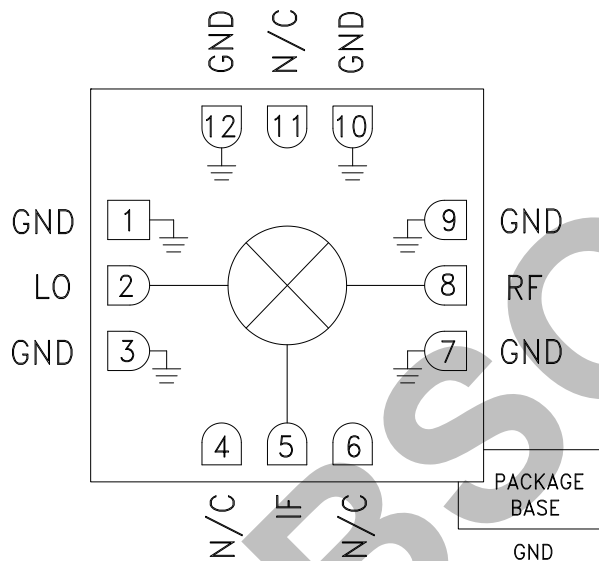 GND N/C GND
12 11 10
GND 1 9 GND
LO 2 8 RF
GND 3 7 GND
4 5 6
N/C IF N/C
PACKAGE
BASE
GND